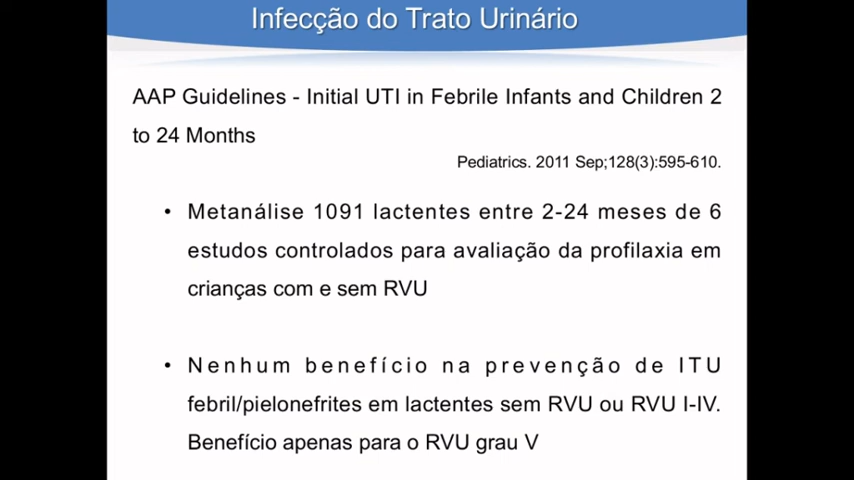 Infecção do Trato Urinário
AAP Guidelines - Initial UTI in Febrile Infants and Children 2
to 24 Months
Pediatrics. 2011 Sep;128(3):595-610.
• Metanálise 1091 lactentes entre 2-24 meses de 6
estudos controlados para avaliação da profilaxia em
crianças com e sem RVU
• Nenhum benefício na prevenção de ITU
febril/pielonefrites em lactentes sem RVU ou RVU I-IV.
Benefício apenas para o RVU grau V